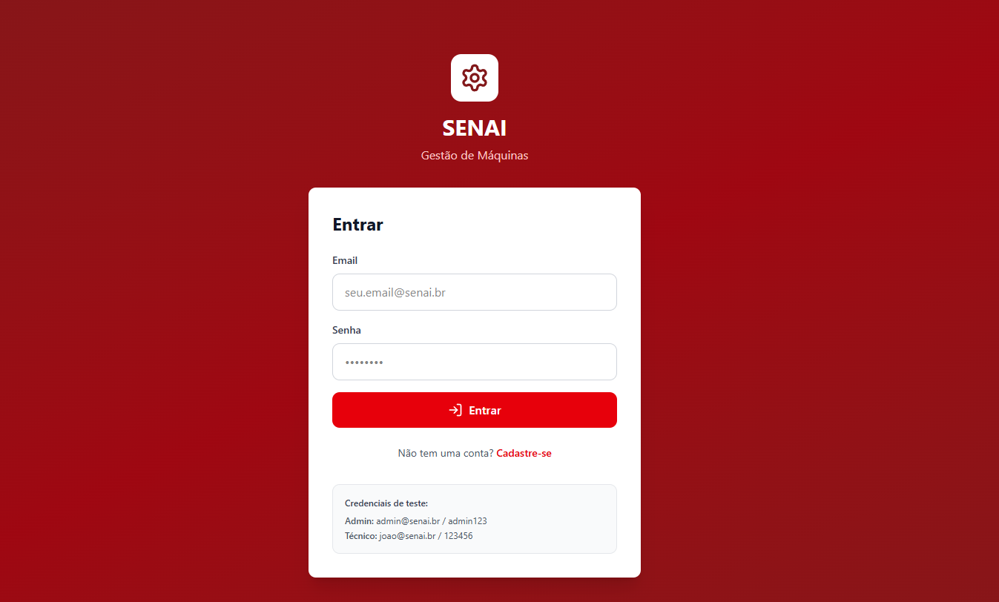 SENAI
Gestão de Máquinas
Entrar
Email
seu.email@senai.br
Senha
••••••••
Entrar
Não tem uma conta? Cadastre-se
Credenciais de teste:
Admin: admin@senai.br / admin123
Técnico: joao@senai.br / 123456